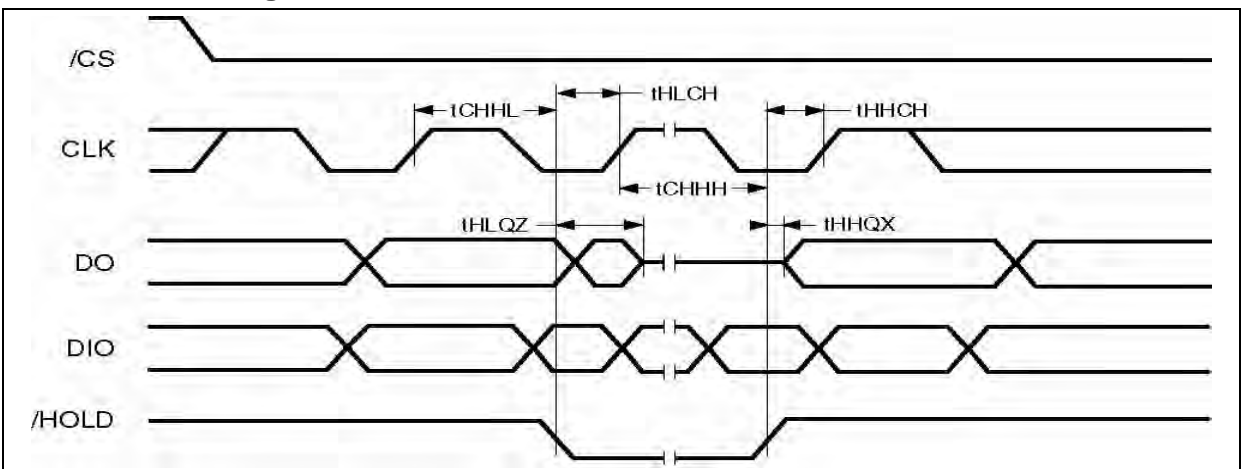 /CS
tHLCH
tCHHL
tHHCH
CLK
tCHHH
tHLQZ
tHHQX
DO
DIO
/HOLD